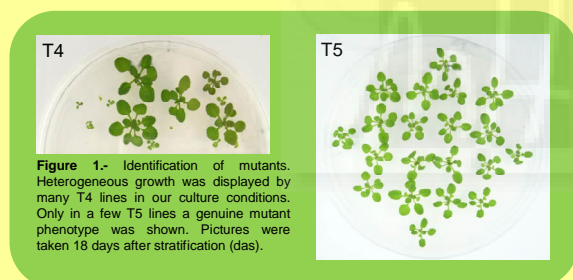 T4
T5
Figure 1.- Identification of mutants.
Heterogeneous growth was displayed by
many T4 lines in our culture conditions.
Only in a few T5 lines a genuine mutant
phenotype was shown. Pictures were
taken 18 days after stratification (das).